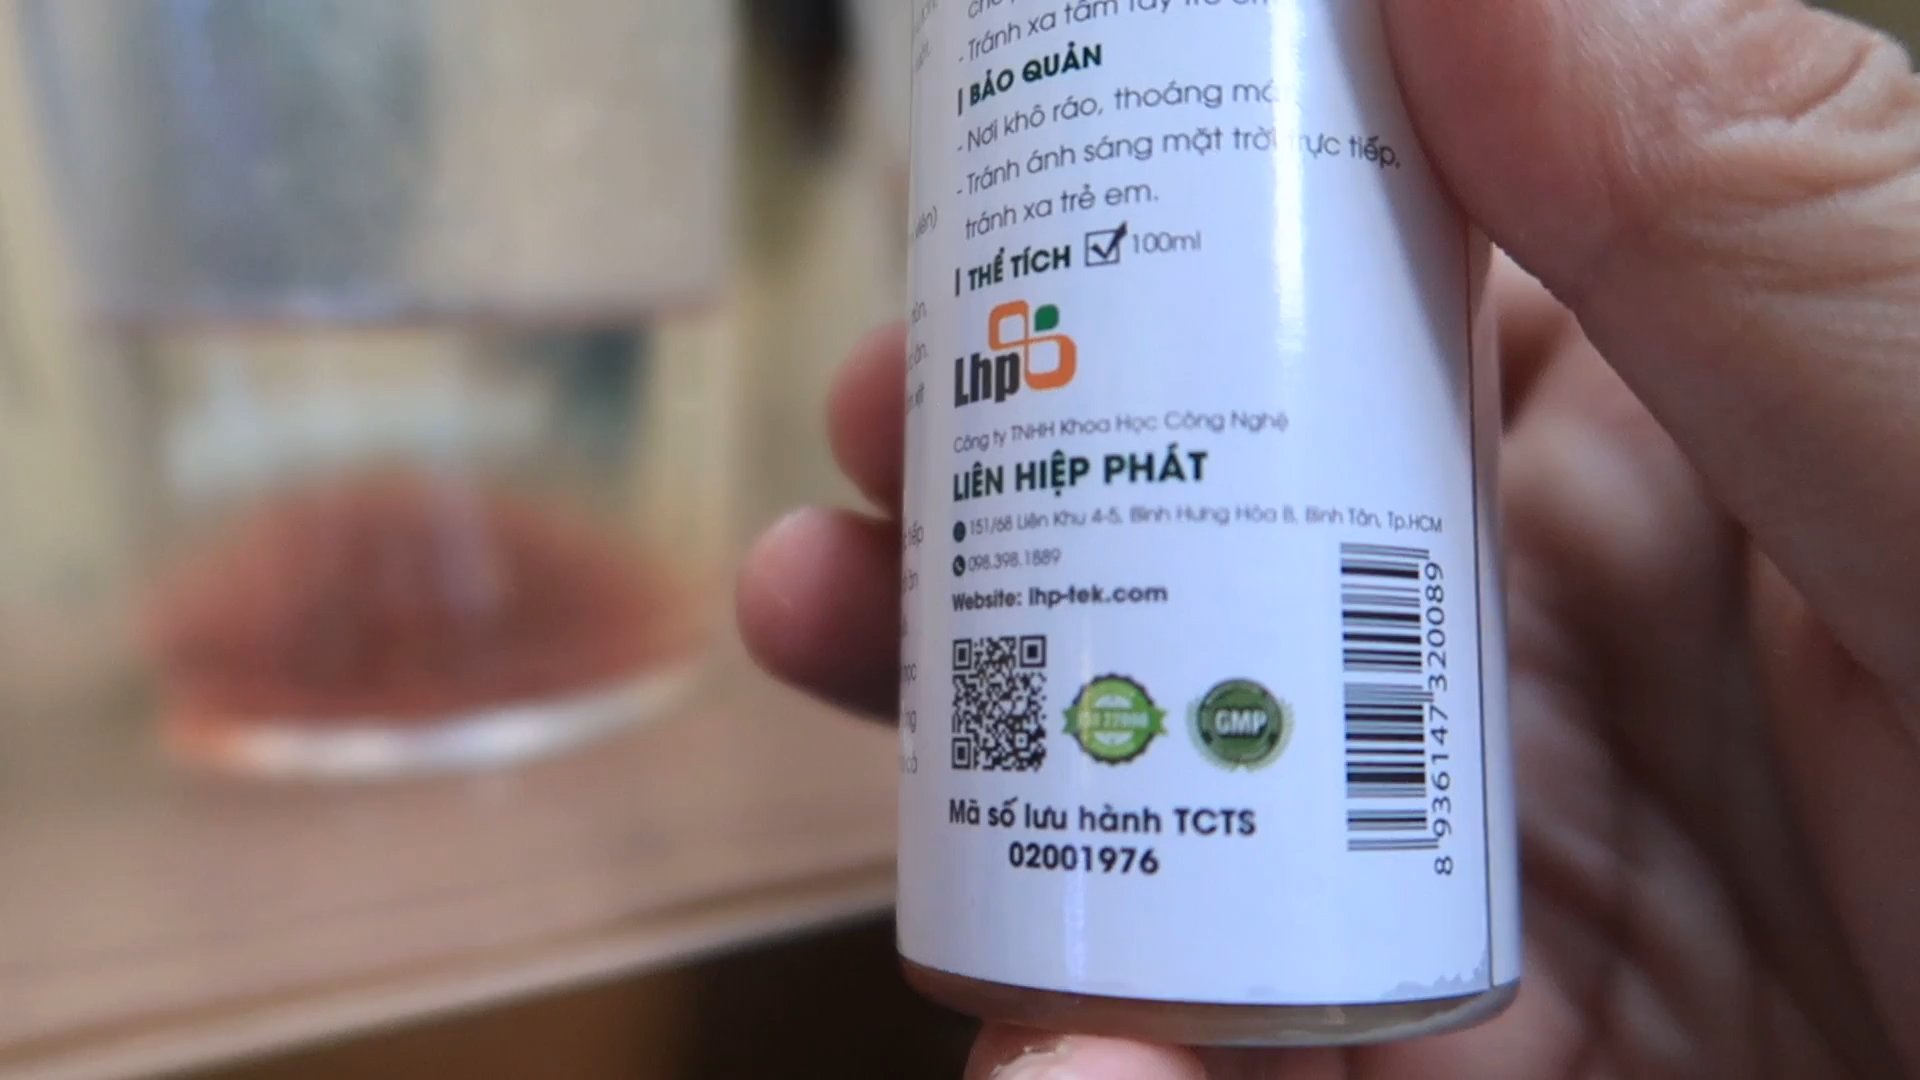 - Tránh xa tầm tay trẻ em
| BẢO QUẢN
- Nơi khô ráo, thoáng má
- Tránh ánh sáng mặt trời trực tiếp,
tránh xa trẻ em.
| THỂ TÍCH 100ml
Lhp
Công ty TNHH Khoa Học Công Nghệ
LIÊN HIỆP PHÁT
151/68 Liên Khu 4-5, Bình Hưng Hòa B, Bình Tân, Tp.HCM
098.398.1889
Website: lhp-tek.com
GMP
Mã số lưu hành TCTS
02001976
8 936147 320089